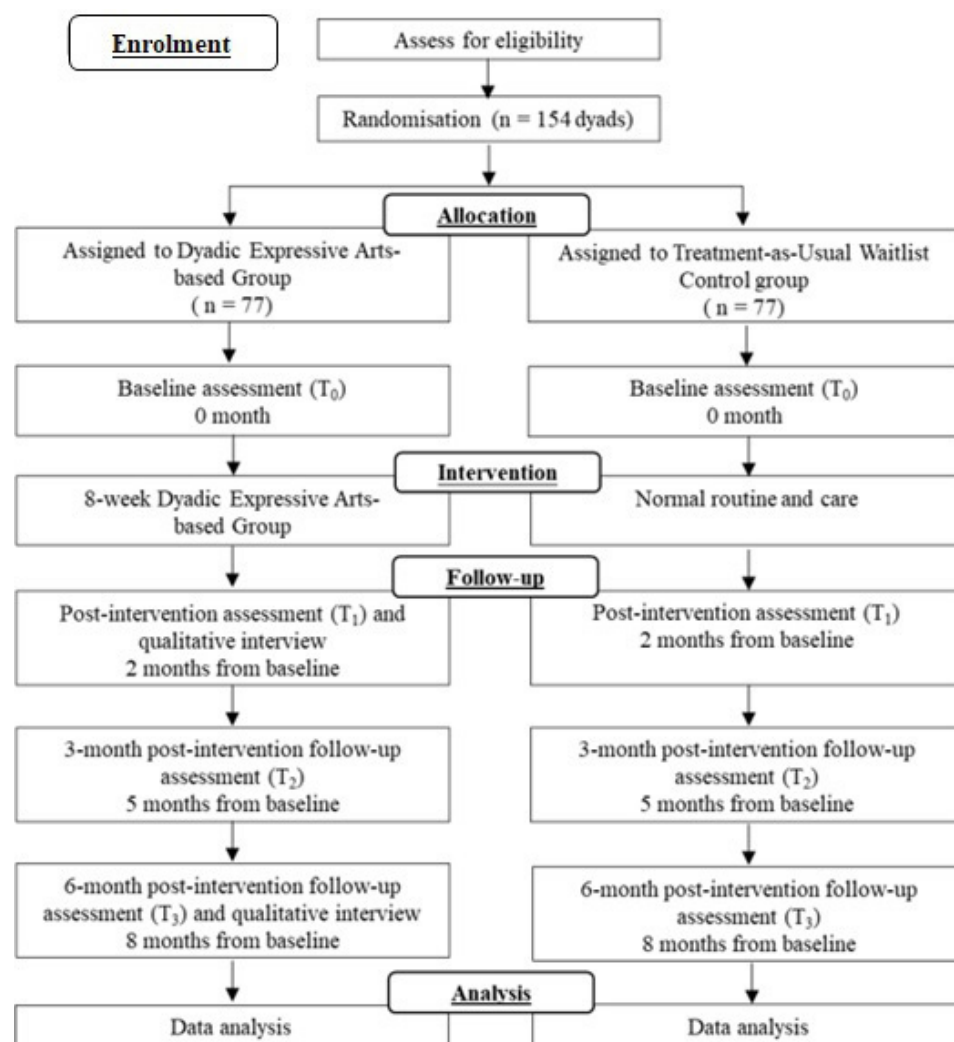 Enrolment
Assess for eligibility
Randomisation (n = 154 dyads)
Allocation
Assigned to Dyadic Expressive Arts-
based Group
( n = 77)
Assigned to Treatment-as-Usual Waitlist
Control group
( n = 77)
Baseline assessment (T₀)
0 month
Baseline assessment (T₀)
0 month
Intervention
8-week Dyadic Expressive Arts-
based Group
Normal routine and care
Follow-up
Post-intervention assessment (T₁) and
qualitative interview
2 months from baseline
Post-intervention assessment (T₁)
2 months from baseline
3-month post-intervention follow-up
assessment (T₂)
5 months from baseline
3-month post-intervention follow-up
assessment (T₂)
5 months from baseline
6-month post-intervention follow-up
assessment (T₃) and qualitative interview
8 months from baseline
6-month post-intervention follow-up
assessment (T₃)
8 months from baseline
Analysis
Data analysis
Data analysis